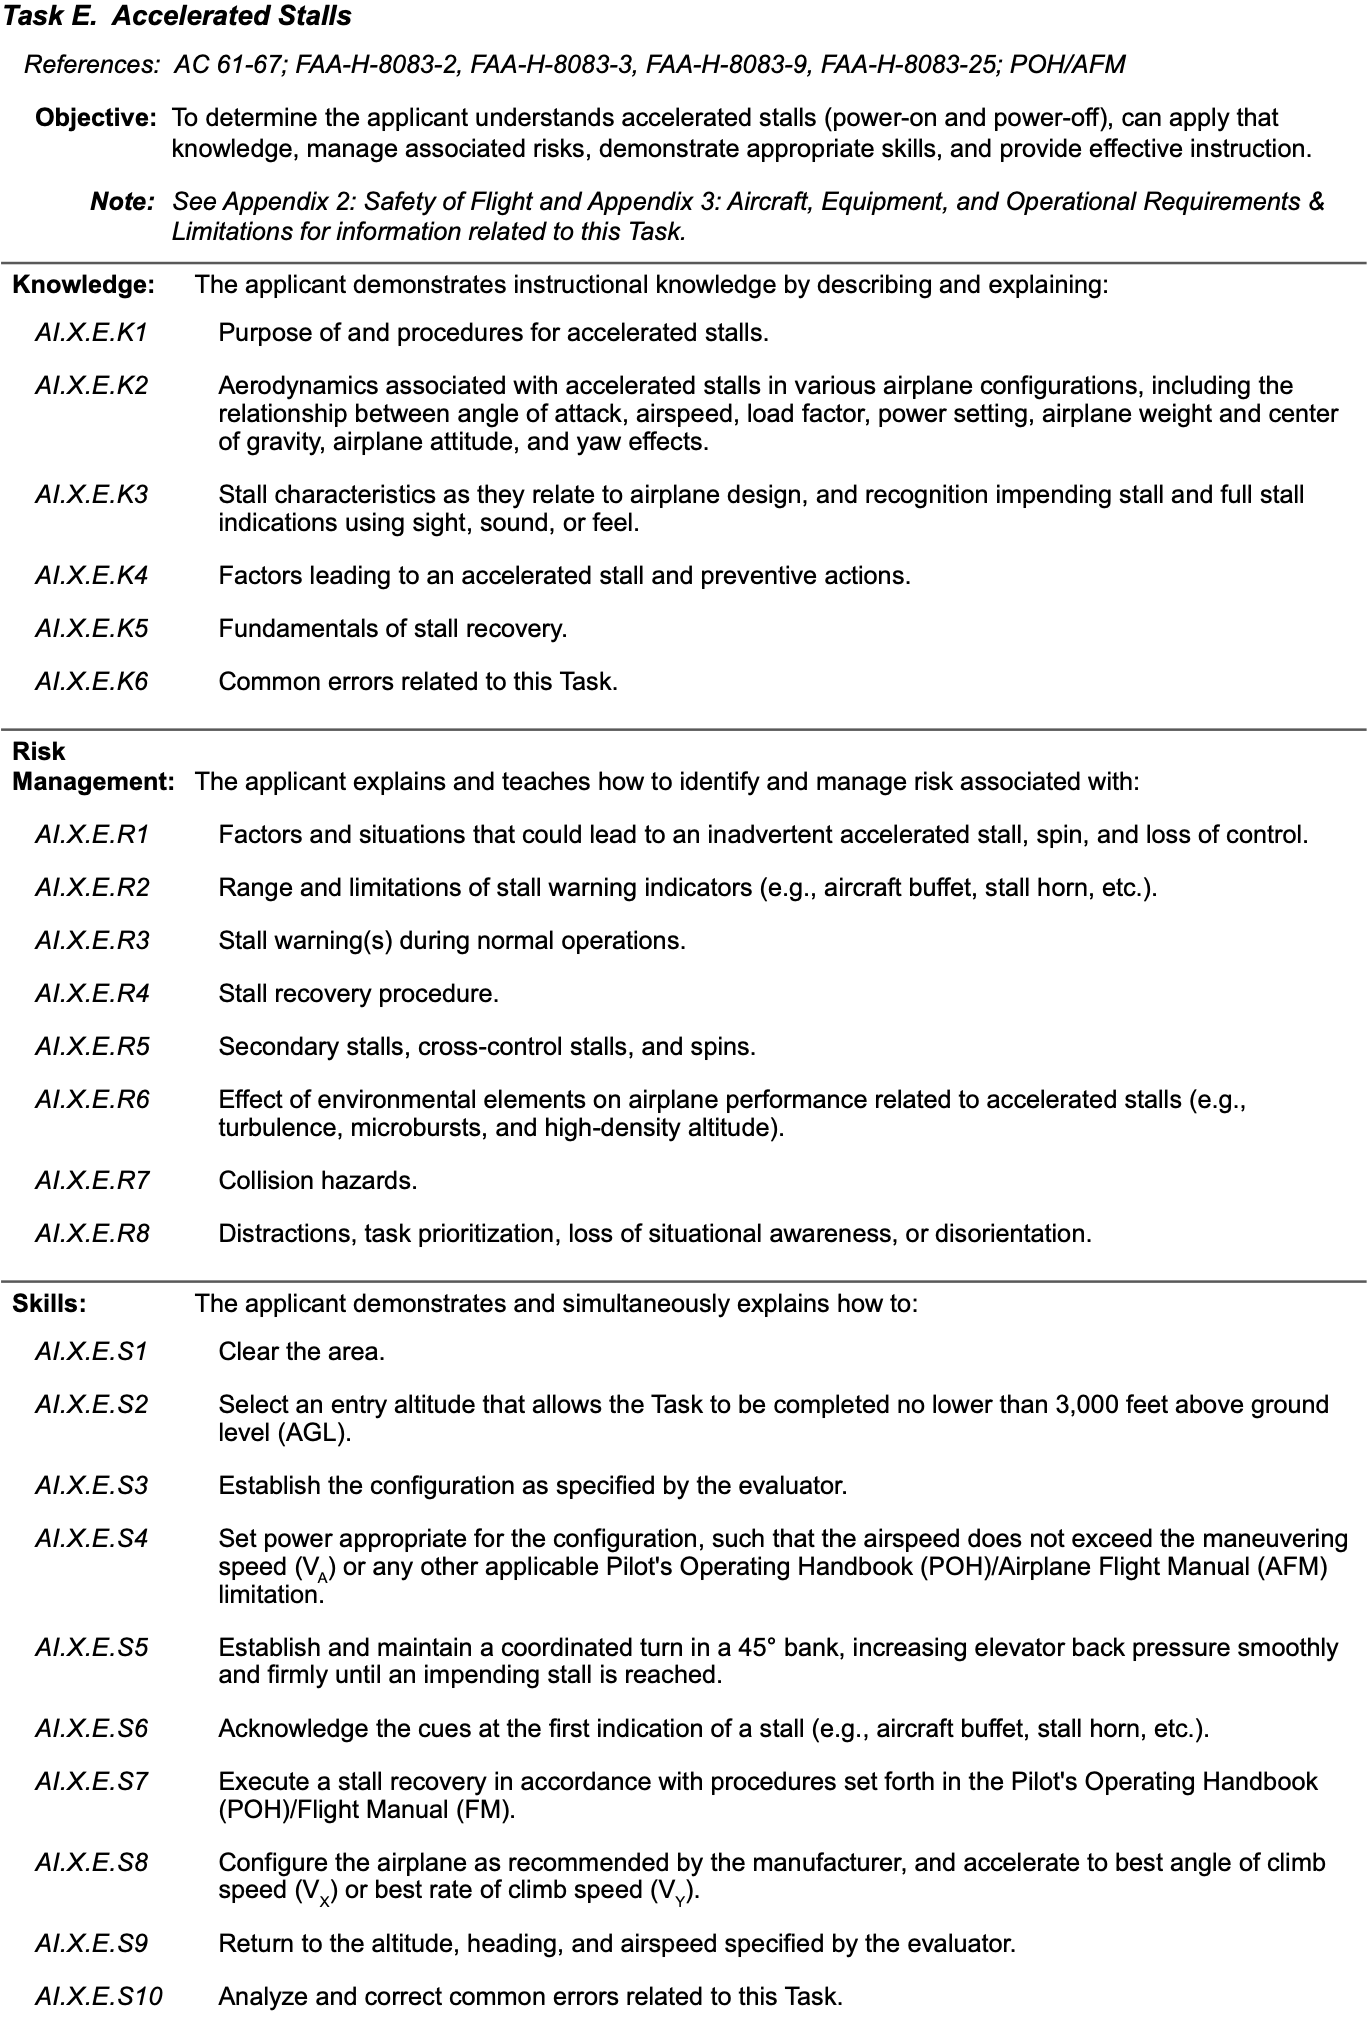 Task E. Accelerated Stalls
References: AC 61-67; FAA-H-8083-2, FAA-H-8083-3, FAA-H-8083-9, FAA-H-8083-25; POH/AFM
Objective: To determine the applicant understands accelerated stalls (power-on and power-off), can apply that
knowledge, manage associated risks, demonstrate appropriate skills, and provide effective instruction.
Note: See Appendix 2: Safety of Flight and Appendix 3: Aircraft, Equipment, and Operational Requirements &
Limitations for information related to this Task.
Knowledge: The applicant demonstrates instructional knowledge by describing and explaining:
AI.X.E.K1 Purpose of and procedures for accelerated stalls.
AI.X.E.K2 Aerodynamics associated with accelerated stalls in various airplane configurations, including the
relationship between angle of attack, airspeed, load factor, power setting, airplane weight and center
of gravity, airplane attitude, and yaw effects.
AI.X.E.K3 Stall characteristics as they relate to airplane design, and recognition impending stall and full stall
indications using sight, sound, or feel.
AI.X.E.K4 Factors leading to an accelerated stall and preventive actions.
AI.X.E.K5 Fundamentals of stall recovery.
AI.X.E.K6 Common errors related to this Task.
Risk
Management: The applicant explains and teaches how to identify and manage risk associated with:
AI.X.E.R1 Factors and situations that could lead to an inadvertent accelerated stall, spin, and loss of control.
AI.X.E.R2 Range and limitations of stall warning indicators (e.g., aircraft buffet, stall horn, etc.).
AI.X.E.R3 Stall warning(s) during normal operations.
AI.X.E.R4 Stall recovery procedure.
AI.X.E.R5 Secondary stalls, cross-control stalls, and spins.
AI.X.E.R6 Effect of environmental elements on airplane performance related to accelerated stalls (e.g.,
turbulence, microbursts, and high-density altitude).
AI.X.E.R7 Collision hazards.
AI.X.E.R8 Distractions, task prioritization, loss of situational awareness, or disorientation.
Skills: The applicant demonstrates and simultaneously explains how to:
AI.X.E.S1 Clear the area.
AI.X.E.S2 Select an entry altitude that allows the Task to be completed no lower than 3,000 feet above ground
level (AGL).
AI.X.E.S3 Establish the configuration as specified by the evaluator.
AI.X.E.S4 Set power appropriate for the configuration, such that the airspeed does not exceed the maneuvering
speed (VA) or any other applicable Pilot's Operating Handbook (POH)/Airplane Flight Manual (AFM)
limitation.
AI.X.E.S5 Establish and maintain a coordinated turn in a 45° bank, increasing elevator back pressure smoothly
and firmly until an impending stall is reached.
AI.X.E.S6 Acknowledge the cues at the first indication of a stall (e.g., aircraft buffet, stall horn, etc.).
AI.X.E.S7 Execute a stall recovery in accordance with procedures set forth in the Pilot's Operating Handbook
(POH)/Flight Manual (FM).
AI.X.E.S8 Configure the airplane as recommended by the manufacturer, and accelerate to best angle of climb
speed (VX) or best rate of climb speed (VY).
AI.X.E.S9 Return to the altitude, heading, and airspeed specified by the evaluator.
AI.X.E.S10 Analyze and correct common errors related to this Task.